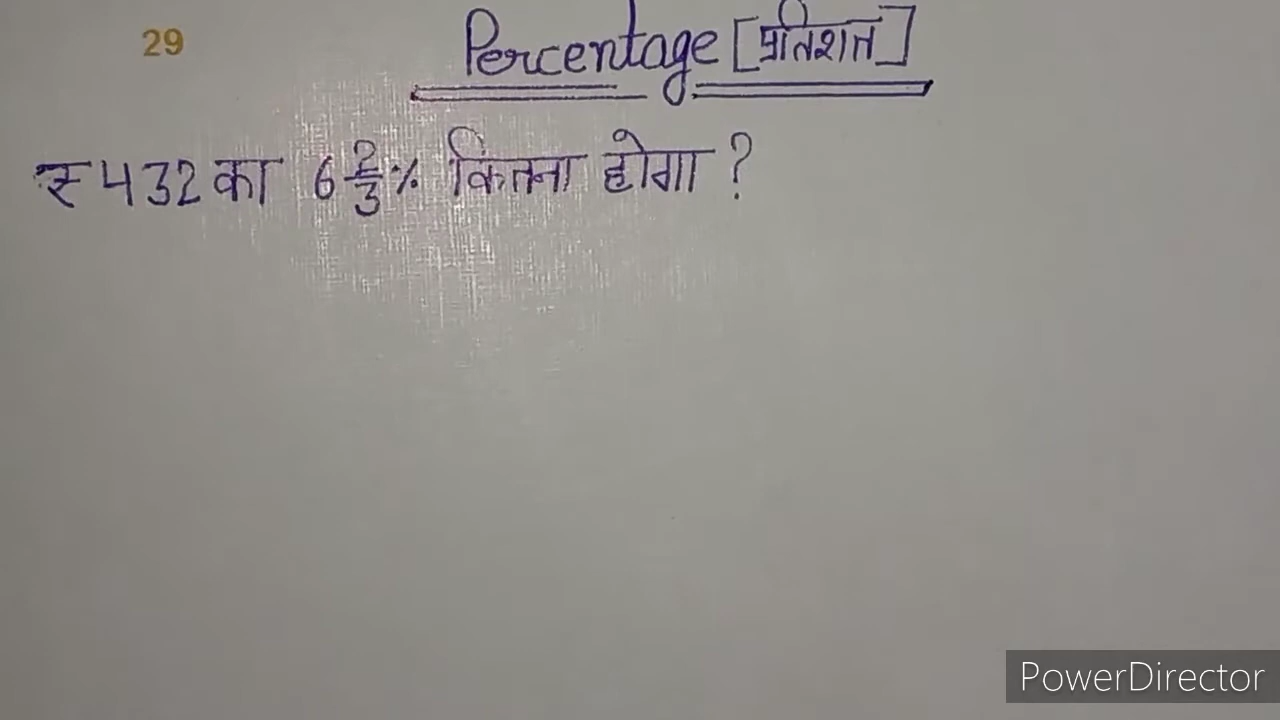 29
Percentage [प्रतिशत]
₹432 का 6 2/3 % कितना होगा ?
PowerDirector